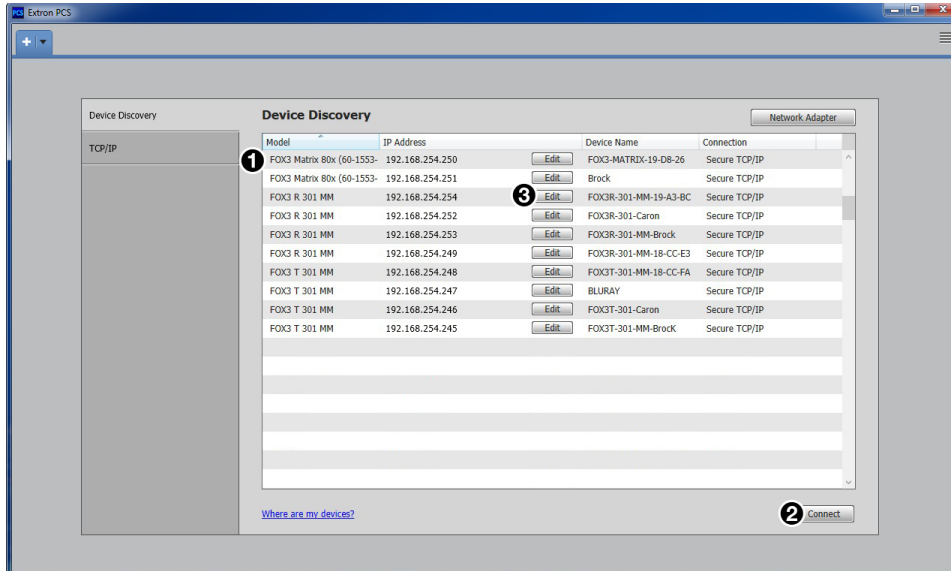 PCS Extron PCS
Device Discovery
TCP/IP
Device Discovery
Network Adapter
Model IP Address Device Name Connection
1 FOX3 Matrix 80x (60-1553- 192.168.254.250 Edit FOX3-MATRIX-19-D8-26 Secure TCP/IP
FOX3 Matrix 80x (60-1553- 192.168.254.251 Edit Brock Secure TCP/IP
FOX3 R 301 MM 192.168.254.254 3 Edit FOX3R-301-MM-19-A3-BC Secure TCP/IP
FOX3 R 301 MM 192.168.254.252 Edit FOX3R-301-Caron Secure TCP/IP
FOX3 R 301 MM 192.168.254.253 Edit FOX3R-301-MM-Brock Secure TCP/IP
FOX3 R 301 MM 192.168.254.249 Edit FOX3R-301-MM-18-CC-E3 Secure TCP/IP
FOX3 T 301 MM 192.168.254.248 Edit FOX3T-301-MM-18-CC-FA Secure TCP/IP
FOX3 T 301 MM 192.168.254.247 Edit BLURAY Secure TCP/IP
FOX3 T 301 MM 192.168.254.246 Edit FOX3T-301-Caron Secure TCP/IP
FOX3 T 301 MM 192.168.254.245 Edit FOX3T-301-MM-BrocK Secure TCP/IP
Where are my devices?
2 Connect